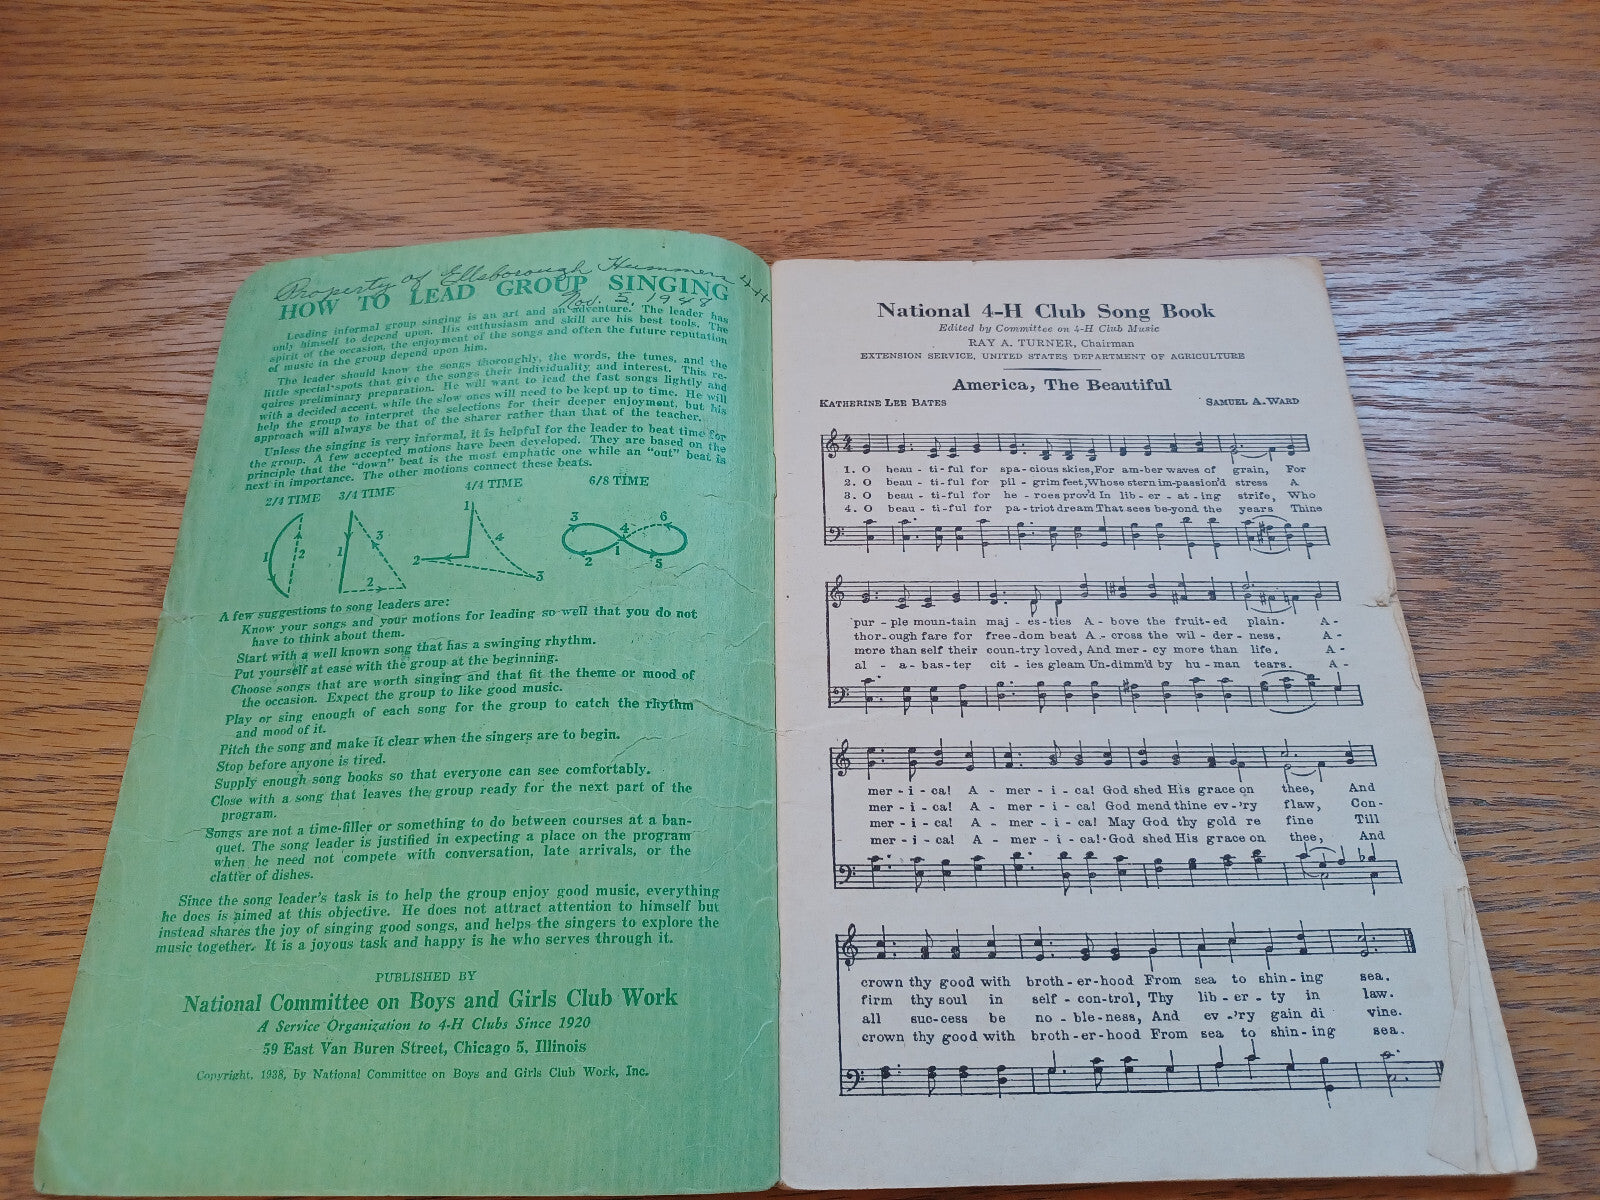 Property of Ellsborough Hummers 4-H
Nov. 5, 1948
HOW TO LEAD GROUP SINGING
Leading informal group singing is an art and an adventure. The leader has
only himself to depend upon. His enthusiasm and skill are his best tools. The
spirit of the occasion, the enjoyment of the songs and often the future reputation
of music in the group depend upon him.
The leader should know the songs thoroughly, the words, the tunes, and the
little special spots that give the songs their individuality and interest. This re-
quires preliminary preparation. He will want to lead the fast songs lightly and
with a decided accent, while the slow ones will need to be kept up to time. He will
help the group to interpret the selections for their deeper enjoyment, but his
approach will always be that of the sharer rather than that of the teacher.
Unless the singing is very informal, it is helpful for the leader to beat time for
the group. A few accepted motions have been developed. They are based on the
principle that the "down" beat is the most emphatic one while an "out" beat is
next in importance. The other motions connect these beats.
2/4 TIME 3/4 TIME 4/4 TIME 6/8 TIME
1 2 1 2 3 1 2 3 4 1 2 3 4 5 6
A few suggestions to song leaders are:
Know your songs and your motions for leading so well that you do not
have to think about them.
Start with a well known song that has a swinging rhythm.
Put yourself at ease with the group at the beginning.
Choose songs that are worth singing and that fit the theme or mood of
the occasion. Expect the group to like good music.
Play or sing enough of each song for the group to catch the rhythm
and mood of it.
Pitch the song and make it clear when the singers are to begin.
Stop before anyone is tired.
Supply enough song books so that everyone can see comfortably.
Close with a song that leaves the group ready for the next part of the
program.
Songs are not a time-filler or something to do between courses at a ban-
quet. The song leader is justified in expecting a place on the program
when he need not compete with conversation, late arrivals, or the
clatter of dishes.
Since the song leader's task is to help the group enjoy good music, everything
he does is aimed at this objective. He does not attract attention to himself but
instead shares the joy of singing good songs, and helps the singers to explore the
music together. It is a joyous task and happy is he who serves through it.
PUBLISHED BY
National Committee on Boys and Girls Club Work
A Service Organization to 4-H Clubs Since 1920
59 East Van Buren Street, Chicago 5, Illinois
Copyright, 1938, by National Committee on Boys and Girls Club Work, Inc.
National 4-H Club Song Book
Edited by Committee on 4-H Club Music
RAY A. TURNER, Chairman
EXTENSION SERVICE, UNITED STATES DEPARTMENT OF AGRICULTURE
America, The Beautiful
KATHERINE LEE BATES SAMUEL A. WARD
1. O beau - ti - ful for spa - cious skies, For am - ber waves of grain, For
2. O beau - ti - ful for pil - grim feet, Whose stern im - passion'd stress A
3. O beau - ti - ful for he - roes prov'd In lib - er - at - ing strife, Who
4. O beau - ti - ful for pa - triot dream That sees be - yond the years Thine
pur - ple moun - tain maj - es - ties A - bove the fruit - ed plain. A -
thor - ough fare for free - dom beat A - cross the wil - der - ness. A -
more than self their coun - try loved, And mer - cy more than life. A -
al - a - bas - ter cit - ies gleam Un - dimm'd by hu - man tears. A -
mer - i - ca! A - mer - i - ca! God shed His grace on thee, And
mer - i - ca! A - mer - i - ca! God mend thine ev - 'ry flaw, Con -
mer - i - ca! A - mer - i - ca! May God thy gold re fine Till
mer - i - ca! A - mer - i - ca! God shed His grace on thee, And
crown thy good with broth - er - hood From sea to shin - ing sea.
firm thy soul in self - con - trol, Thy lib - er - ty in law.
all suc - cess be no - ble - ness, And ev - 'ry gain di vine.
crown thy good with broth - er - hood From sea to shin - ing sea.